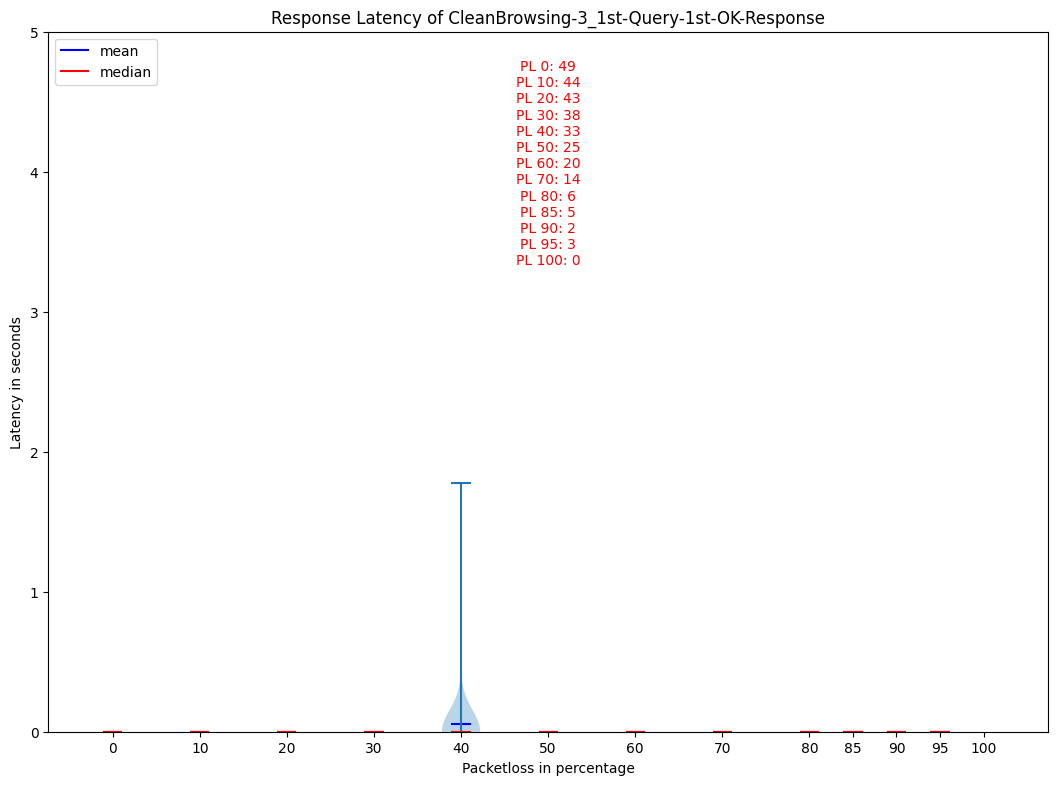 Response Latency of CleanBrowsing-3_1st-Query-1st-OK-Response
mean
median
PL 0: 49
PL 10: 44
PL 20: 43
PL 30: 38
PL 40: 33
PL 50: 25
PL 60: 20
PL 70: 14
PL 80: 6
PL 85: 5
PL 90: 2
PL 95: 3
PL 100: 0
Latency in seconds
5
4
3
2
1
0
0 10 20 30 40 50 60 70 80 85 90 95 100
Packetloss in percentage